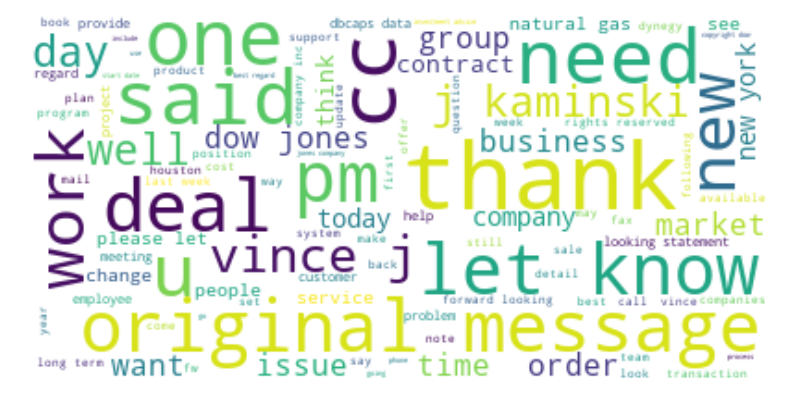 book provide
dbcaps data
investment advice
natural gas
dynegy
see
day
one
support
cc
group
need
copyright dow
regard
include
use
start date
product
best regard
company inc
think
update
contract
new
new york
plan
program
project
said
j kaminski
question
week
rights reserved
well
position
dow jones
jones company
offer
first
business
following
work
mail
houston
cost
last week
way
pm
thank
available
deal
today
help
company
may
fax
market
please let
system
make
still
sale
looking statement
meeting
change
u
vince j
back
let know
detail
people
customer
employee
set
service
forward looking
best
call
vince
companies
year
come
original message
problem
note
long term
want
fw
issue
say
phone
going
time
order
team
look
process
transaction